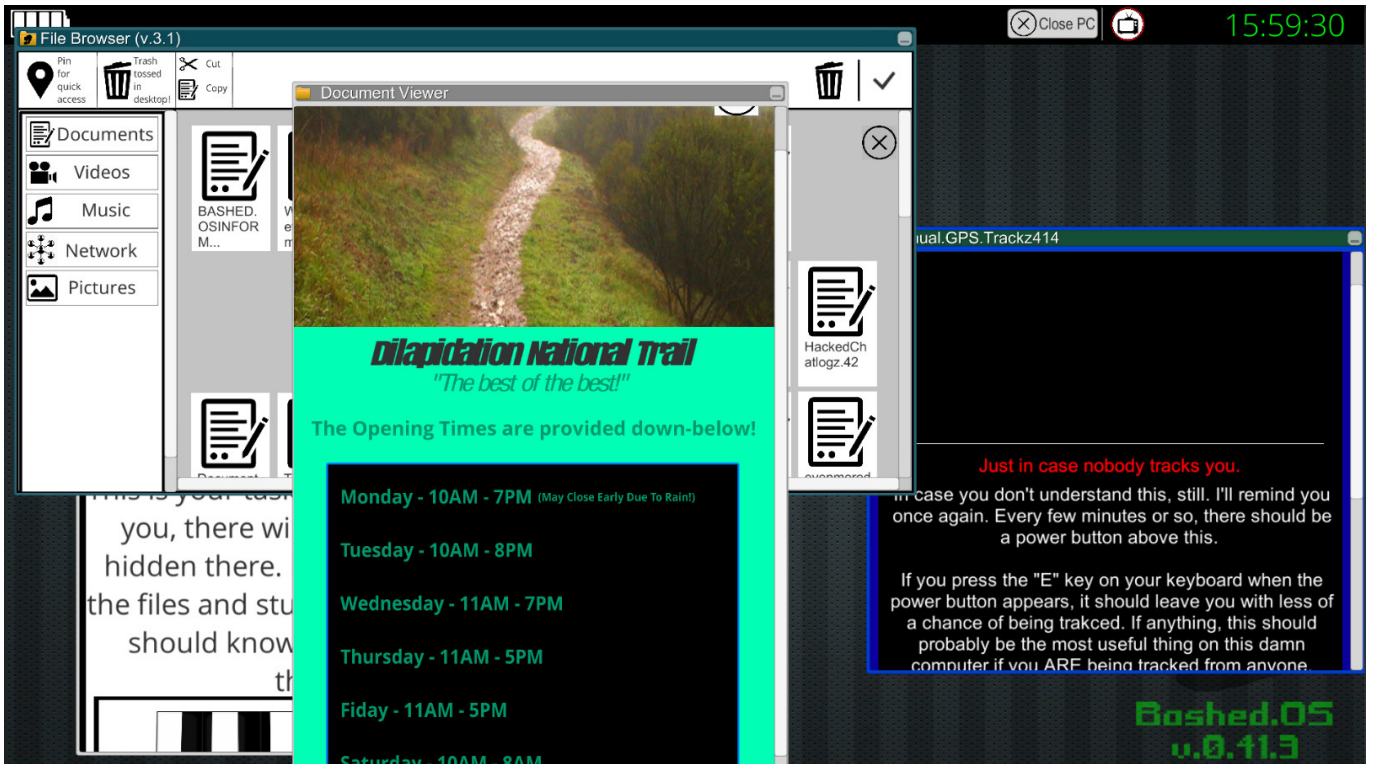 Close PC
15:59:30
File Browser (v.3.1)
Pin
for
quick
access
Trash
tossed
in
desktop!
Cut
Copy
Documents
Videos
Music
Network
Pictures
BASHED.
OSINFOR
M...
HackedCh
atlogz.42
Document Viewer
Dilapidation National Trail
"The best of the best!"
The Opening Times are provided down-below!
Monday - 10AM - 7PM (May Close Early Due To Rain!)
Tuesday - 10AM - 8PM
Wednesday - 11AM - 7PM
Thursday - 11AM - 5PM
Fiday - 11AM - 5PM
Saturday - 10AM - 8AM
ual.GPS.Trackz414
Just in case nobody tracks you.
In case you don't understand this, still. I'll remind you
once again. Every few minutes or so, there should be
a power button above this.
If you press the "E" key on your keyboard when the
power button appears, it should leave you with less of
a chance of being trakced. If anything, this should
probably be the most useful thing on this damn
computer if you ARE being tracked from anyone.
This is your
you, there wi
hidden there.
the files and stu
should know
th
Bashed.OS
v.0.41.3